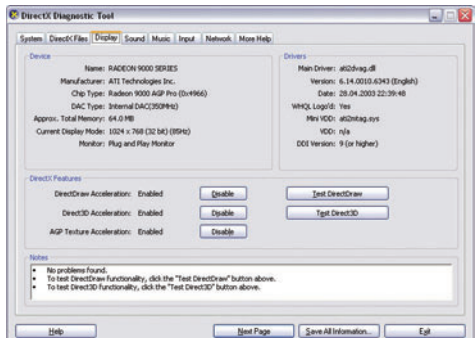 DirectX Diagnostic Tool
System DirectX Files Display Sound Music Input Network More Help
Device
Name: RADEON 9000 SERIES
Manufacturer: ATI Technologies Inc.
Chip Type: Radeon 9000 AGP Pro (0x4966)
DAC Type: Internal DAC(350MHz)
Approx. Total Memory: 64.0 MB
Current Display Mode: 1024 x 768 (32 bit) (85Hz)
Monitor: Plug and Play Monitor
Drivers
Main Driver: ati2dvag.dll
Version: 6.14.0010.6343 (English)
Date: 28.04.2003 22:39:48
WHQL Logo'd: Yes
Mini VDD: ati2mtag.sys
VDD: n/a
DDI Version: 9 (or higher)
DirectX Features
DirectDraw Acceleration: Enabled Disable Test DirectDraw
Direct3D Acceleration: Enabled Disable Test Direct3D
AGP Texture Acceleration: Enabled Disable
Notes
• No problems found.
• To test DirectDraw functionality, click the "Test DirectDraw" button above.
• To test Direct3D functionality, click the "Test Direct3D" button above.
Help Next Page Save All Information... Exit